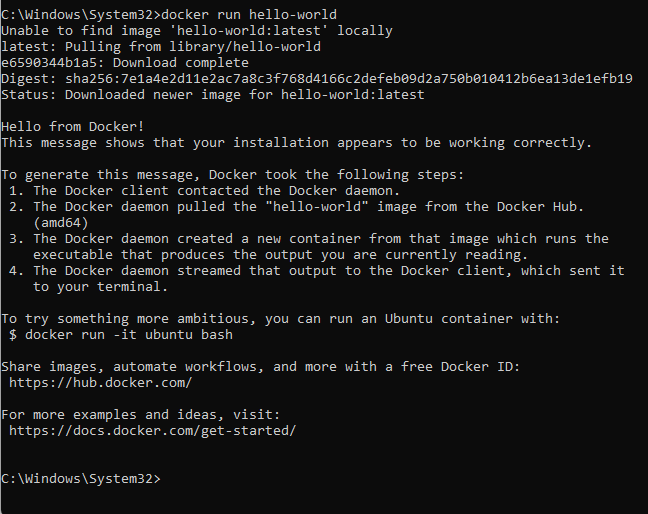 C:\Windows\System32>docker run hello-world
Unable to find image 'hello-world:latest' locally
latest: Pulling from library/hello-world
e6590344b1a5: Download complete
Digest: sha256:7e1a4e2d11e2ac7a8c3f768d4166c2defeb09d2a750b010412b6ea13de1efb19
Status: Downloaded newer image for hello-world:latest

Hello from Docker!
This message shows that your installation appears to be working correctly.

To generate this message, Docker took the following steps:
 1. The Docker client contacted the Docker daemon.
 2. The Docker daemon pulled the "hello-world" image from the Docker Hub.
    (amd64)
 3. The Docker daemon created a new container from that image which runs the
    executable that produces the output you are currently reading.
 4. The Docker daemon streamed that output to the Docker client, which sent it
    to your terminal.

To try something more ambitious, you can run an Ubuntu container with:
 $ docker run -it ubuntu bash

Share images, automate workflows, and more with a free Docker ID:
 https://hub.docker.com/

For more examples and ideas, visit:
 https://docs.docker.com/get-started/

C:\Windows\System32>